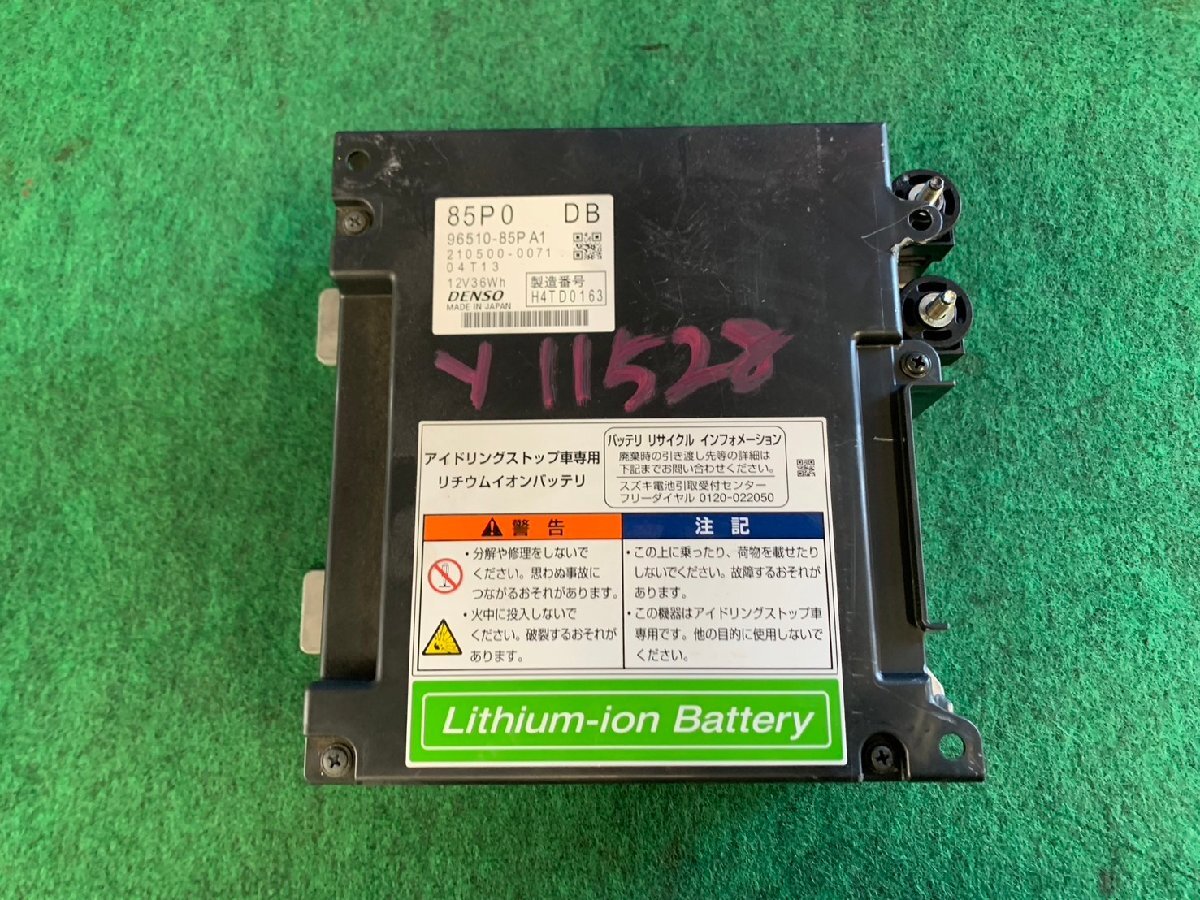 85P0 DB
96510-85PA1
210500-0071
04T13
12V36Wh
DENSO
MADE IN JAPAN
製造番号
H4TD0163
Y 11528
アイドリングストップ車専用
リチウムイオンバッテリ
バッテリ リサイクル インフォメーション
廃棄時の引き渡し先等の詳細は
下記までお問い合わせください。
スズキ電池引取受付センター
フリーダイヤル 0120-022050
警告
・分解や修理をしないで
ください。思わぬ事故に
つながるおそれがあります。
・火中に投入しないで
ください。破裂するおそれが
あります。
注記
・この上に乗ったり、荷物を載せたり
しないでください。故障するおそれが
あります。
・この機器はアイドリングストップ車
専用です。他の目的に使用しないで
ください。
Lithium-ion Battery